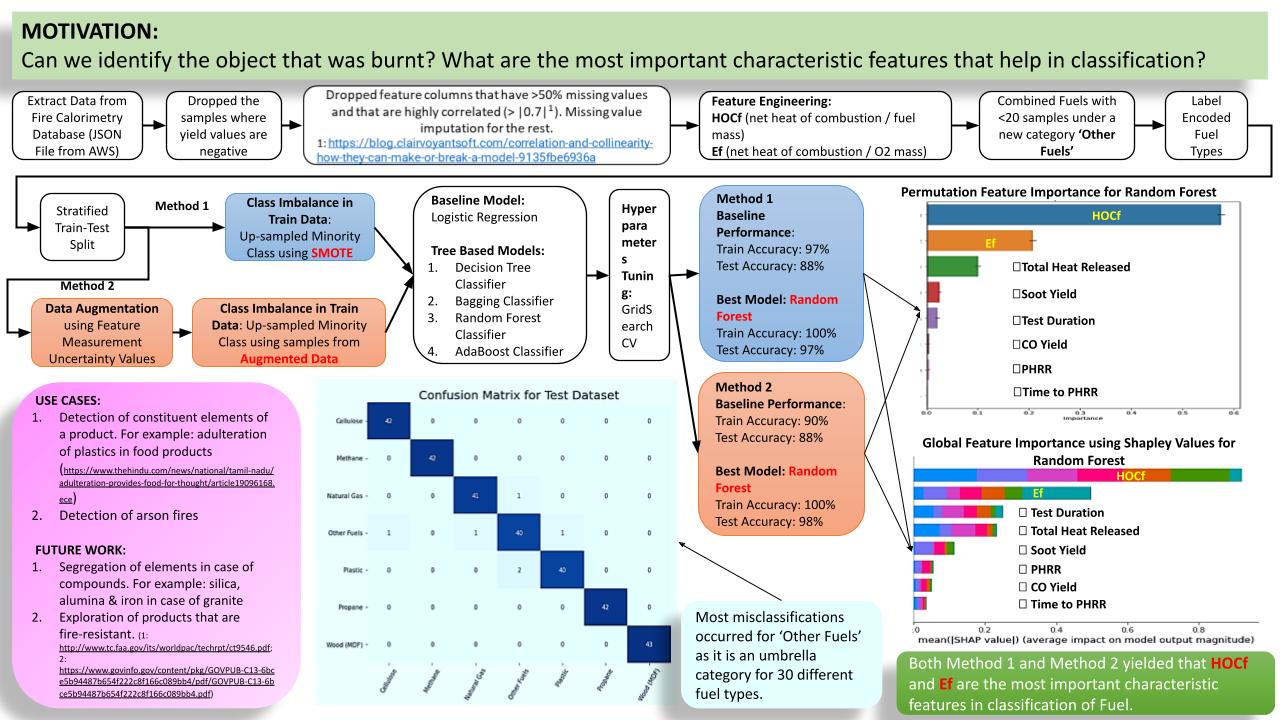 MOTIVATION:
Can we identify the object that was burnt? What are the most important characteristic features that help in classification?
Extract Data from
Fire Calorimetry
Database (JSON
File from AWS)
Dropped the
samples where
yield values are
negative
Dropped feature columns that have >50% missing values
and that are highly correlated (> |0.7|¹). Missing value
imputation for the rest.
1: https://blog.clairvoyantsoft.com/correlation-and-collinearity-
how-they-can-make-or-break-a-model-9135fbe6936a
Feature Engineering:
HOCf (net heat of combustion / fuel
mass)
Ef (net heat of combustion / O2 mass)
Combined Fuels with
<20 samples under a
new category ‘Other
Fuels’
Label
Encoded
Fuel
Types
Stratified
Train-Test
Split
Method 1
Class Imbalance in
Train Data:
Up-sampled Minority
Class using SMOTE
Method 2
Data Augmentation
using Feature
Measurement
Uncertainty Values
Class Imbalance in Train
Data: Up-sampled Minority
Class using samples from
Augmented Data
Baseline Model:
Logistic Regression
Tree Based Models:
1. Decision Tree
Classifier
2. Bagging Classifier
3. Random Forest
Classifier
4. AdaBoost Classifier
Hyper
para
meter
s
Tunin
g:
GridS
earch
CV
Method 1
Baseline
Performance:
Train Accuracy: 97%
Test Accuracy: 88%
Best Model: Random
Forest
Train Accuracy: 100%
Test Accuracy: 97%
Method 2
Baseline Performance:
Train Accuracy: 90%
Test Accuracy: 88%
Best Model: Random
Forest
Train Accuracy: 100%
Test Accuracy: 98%
Permutation Feature Importance for Random Forest
HOCf
Ef
Total Heat Released
Soot Yield
Test Duration
CO Yield
PHRR
Time to PHRR
0.0 0.1 0.2 0.3 0.4 0.5 0.6
Importance
Global Feature Importance using Shapley Values for
Random Forest
HOCf
Ef
Test Duration
Total Heat Released
Soot Yield
PHRR
CO Yield
Time to PHRR
0.0 0.2 0.4 0.6 0.8
mean(|SHAP value|) (average impact on model output magnitude)
USE CASES:
1. Detection of constituent elements of
a product. For example: adulteration
of plastics in food products
(https://www.thehindu.com/news/national/tamil-nadu/
adulteration-provides-food-for-thought/article19096168.
ece)
2. Detection of arson fires
FUTURE WORK:
1. Segregation of elements in case of
compounds. For example: silica,
alumina & iron in case of granite
2. Exploration of products that are
fire-resistant. (1:
http://www.tc.faa.gov/its/worldpac/techrpt/ct9546.pdf;
2:
https://www.govinfo.gov/content/pkg/GOVPUB-C13-6bc
e5b94487b654f222c8f166c089bb4/pdf/GOVPUB-C13-6b
ce5b94487b654f222c8f166c089bb4.pdf)
Confusion Matrix for Test Dataset
Cellulose 42 0 0 0 0 0 0
Methane 0 42 0 0 0 0 0
Natural Gas 0 0 41 1 0 0 0
Other Fuels 1 0 1 40 1 0 0
Plastic 0 0 0 2 40 0 0
Propane 0 0 0 0 0 42 0
Wood (MDF) 0 0 0 0 0 0 43
Cellulose Methane Natural Gas Other Fuels Plastic Propane Wood (MDF)
Most misclassifications
occurred for ‘Other Fuels’
as it is an umbrella
category for 30 different
fuel types.
Both Method 1 and Method 2 yielded that HOCf
and Ef are the most important characteristic
features in classification of Fuel.